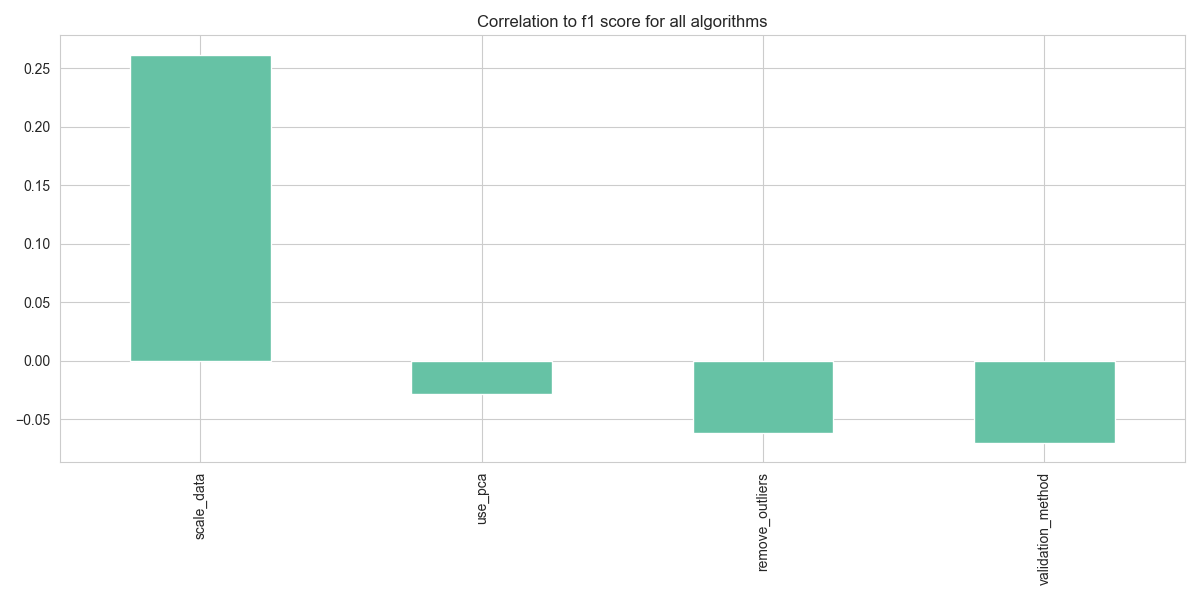 Correlation to f1 score for all algorithms
0.25
0.20
0.15
0.10
0.05
0.00
−0.05
scale_data
use_pca
remove_outliers
validation_method